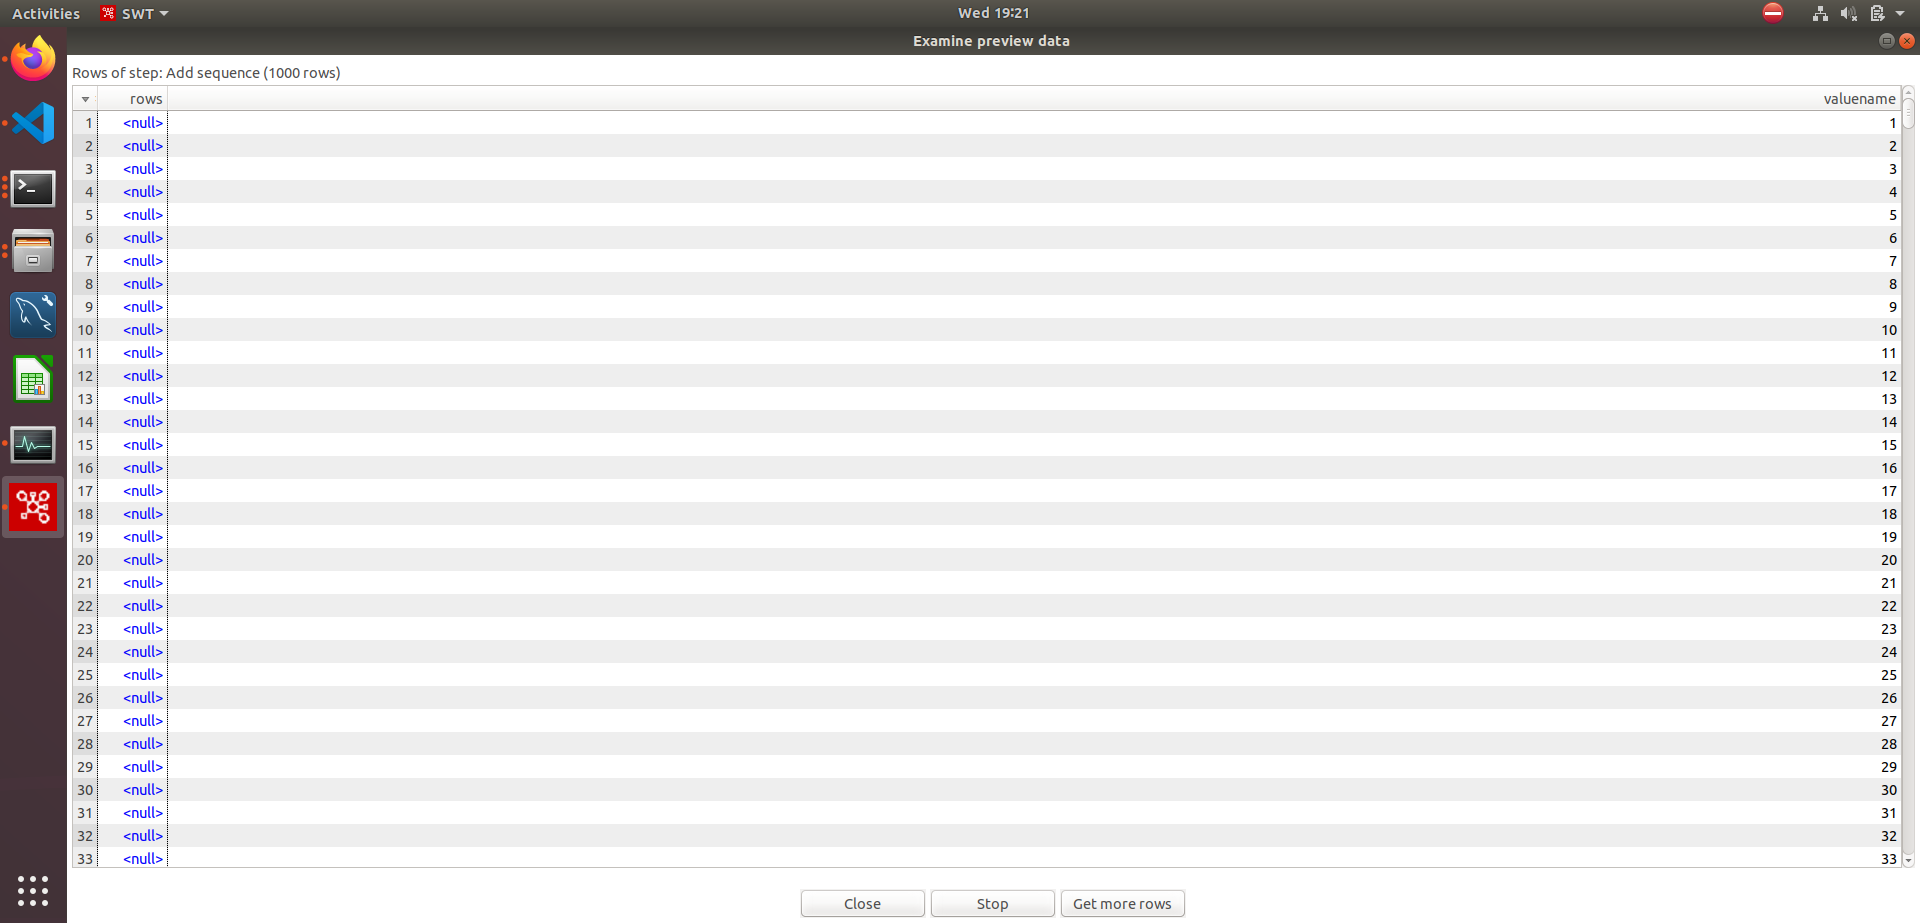 Activities SWT Wed 19:21
Examine preview data
Rows of step: Add sequence (1000 rows)
rows valuename
1 <null> 1
2 <null> 2
3 <null> 3
4 <null> 4
5 <null> 5
6 <null> 6
7 <null> 7
8 <null> 8
9 <null> 9
10 <null> 10
11 <null> 11
12 <null> 12
13 <null> 13
14 <null> 14
15 <null> 15
16 <null> 16
17 <null> 17
18 <null> 18
19 <null> 19
20 <null> 20
21 <null> 21
22 <null> 22
23 <null> 23
24 <null> 24
25 <null> 25
26 <null> 26
27 <null> 27
28 <null> 28
29 <null> 29
30 <null> 30
31 <null> 31
32 <null> 32
33 <null> 33
Close Stop Get more rows